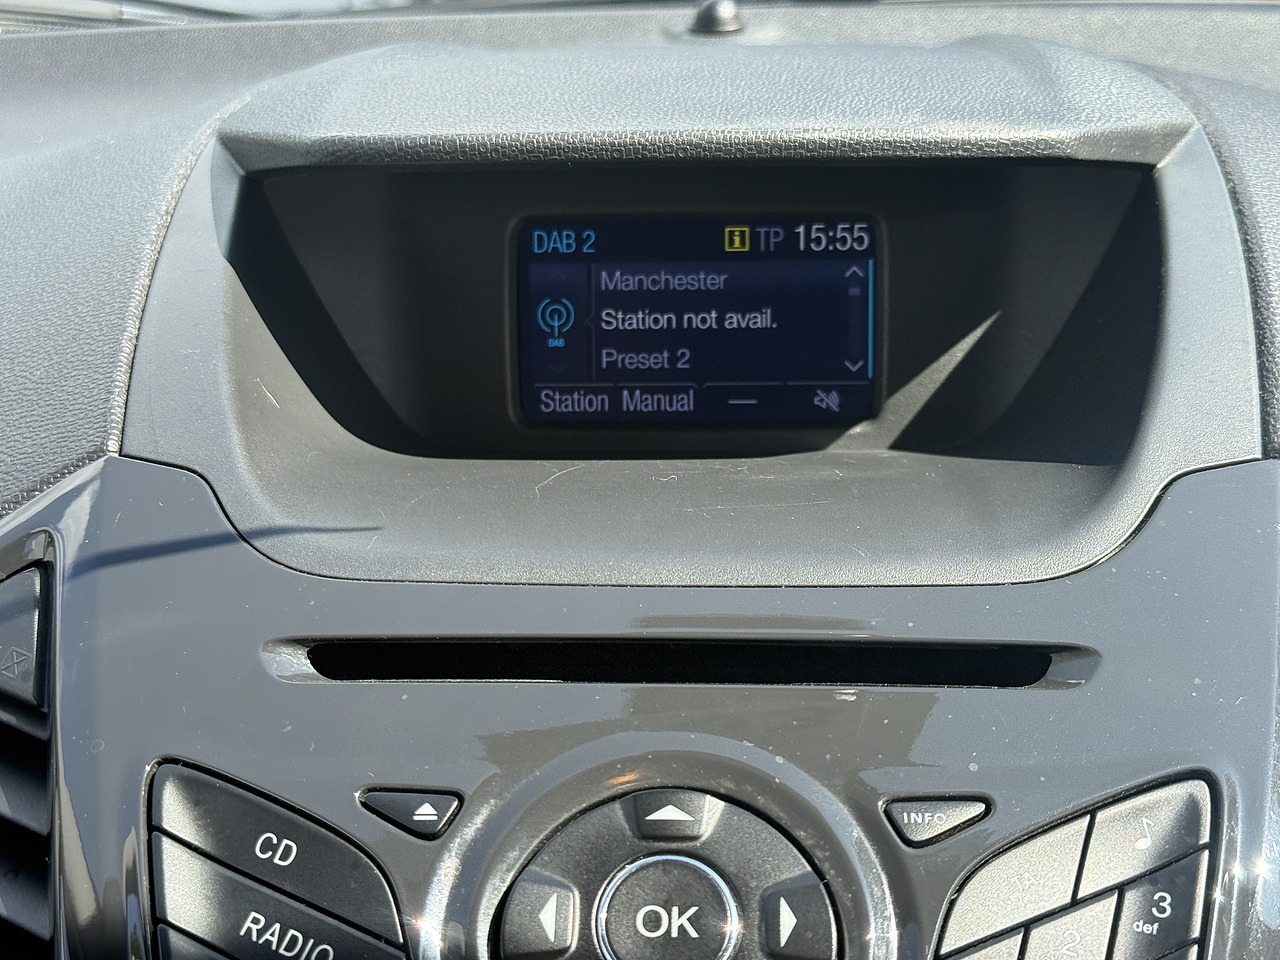 DAB 2 i TP 15:55
Manchester
DAB
Station not avail.
Preset 2
Station Manual —
INFO
CD
TA
RADIO
OK
2
3
def